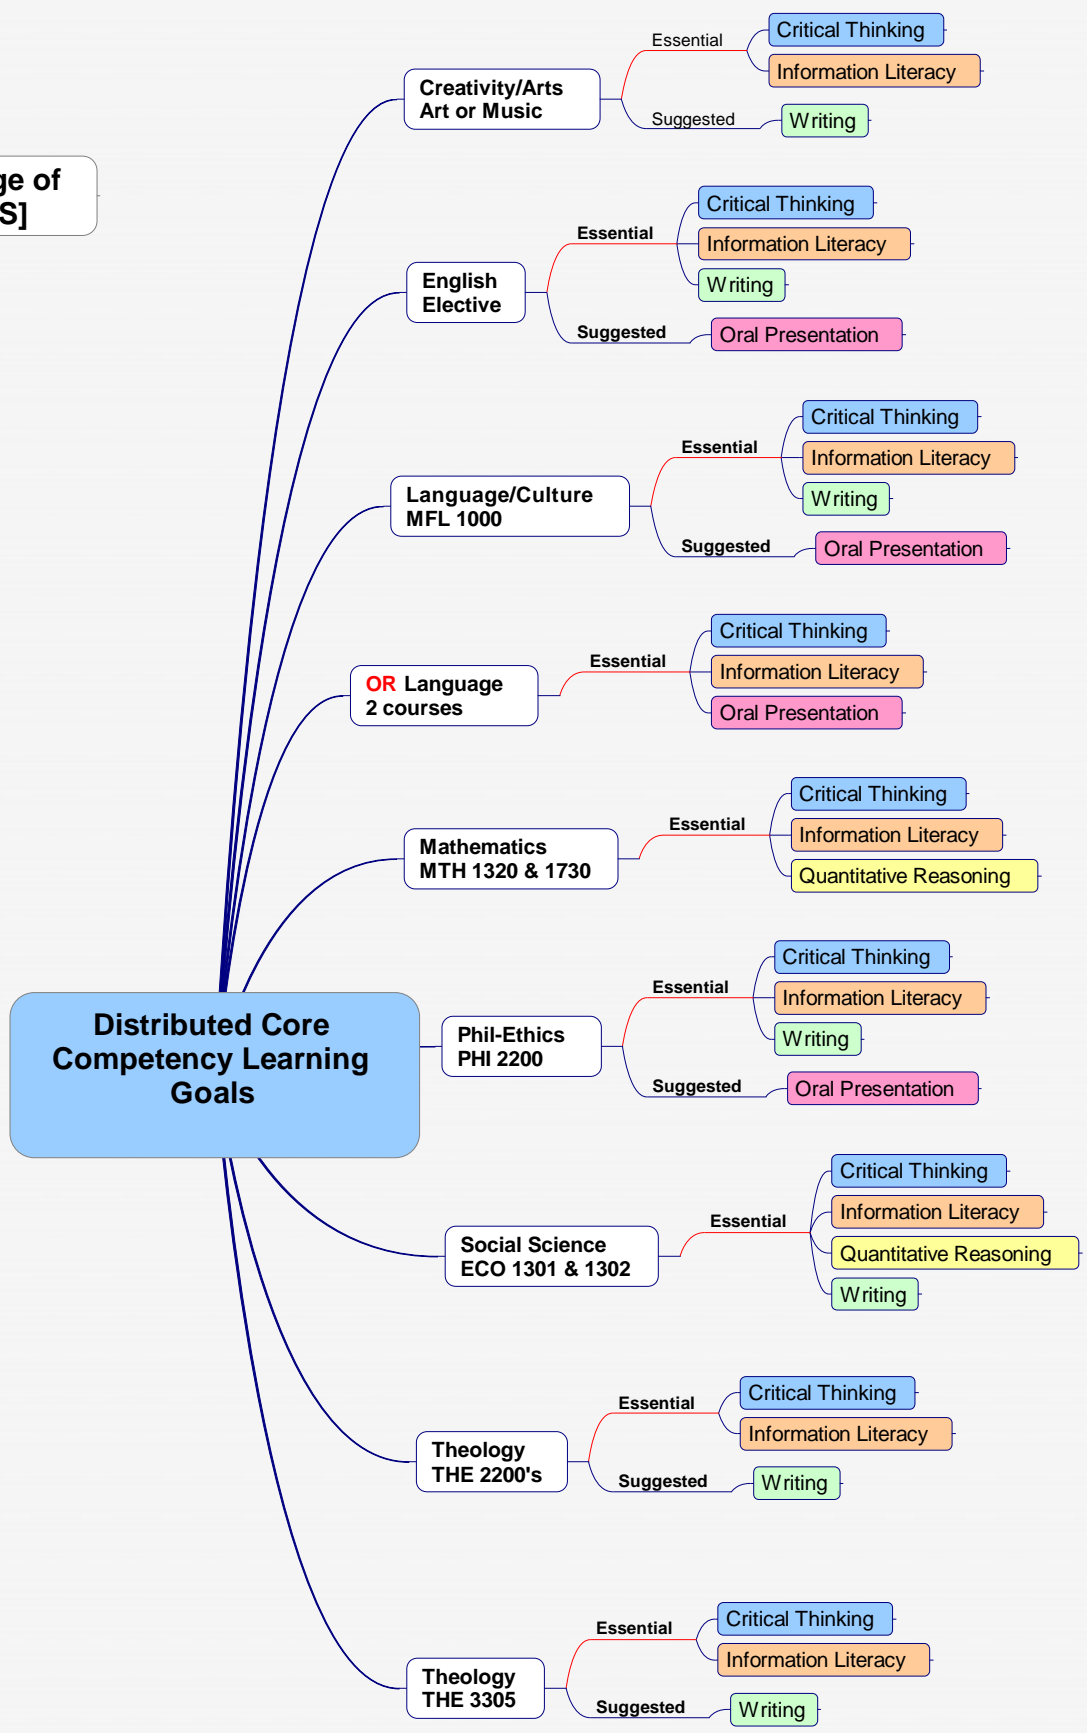 ge of
S]
Creativity/Arts
Art or Music
Essential
Critical Thinking
Information Literacy
Suggested
Writing
English
Elective
Essential
Critical Thinking
Information Literacy
Writing
Suggested
Oral Presentation
Language/Culture
MFL 1000
Essential
Critical Thinking
Information Literacy
Writing
Suggested
Oral Presentation
OR Language
2 courses
Essential
Critical Thinking
Information Literacy
Oral Presentation
Mathematics
MTH 1320 & 1730
Essential
Critical Thinking
Information Literacy
Quantitative Reasoning
Distributed Core
Competency Learning
Goals
Phil-Ethics
PHI 2200
Essential
Critical Thinking
Information Literacy
Writing
Suggested
Oral Presentation
Social Science
ECO 1301 & 1302
Essential
Critical Thinking
Information Literacy
Quantitative Reasoning
Writing
Theology
THE 2200's
Essential
Critical Thinking
Information Literacy
Suggested
Writing
Theology
THE 3305
Essential
Critical Thinking
Information Literacy
Suggested
Writing